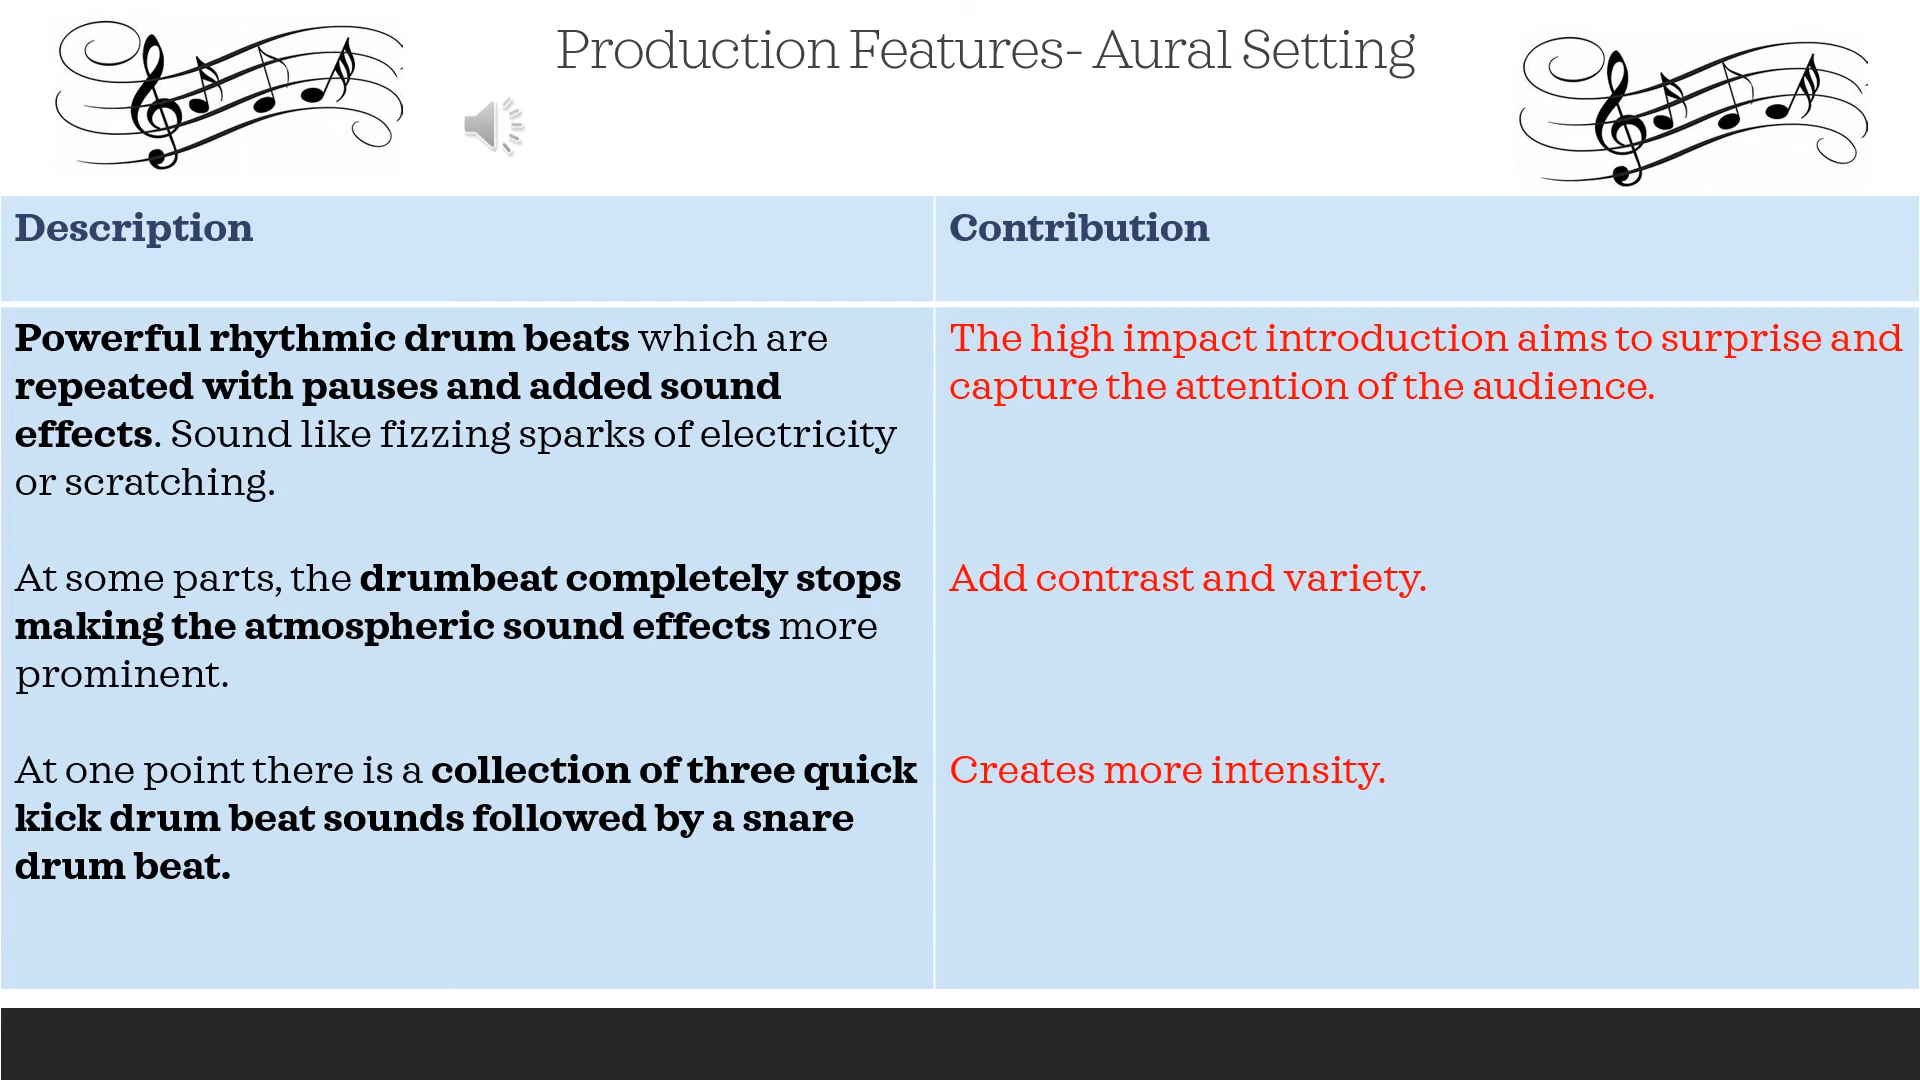 Production Features- Aural Setting
Description
Contribution
Powerful rhythmic drum beats which are
repeated with pauses and added sound
effects. Sound like fizzing sparks of electricity
or scratching.
The high impact introduction aims to surprise and
capture the attention of the audience.
At some parts, the drumbeat completely stops
making the atmospheric sound effects more
prominent.
Add contrast and variety.
At one point there is a collection of three quick
kick drum beat sounds followed by a snare
drum beat.
Creates more intensity.